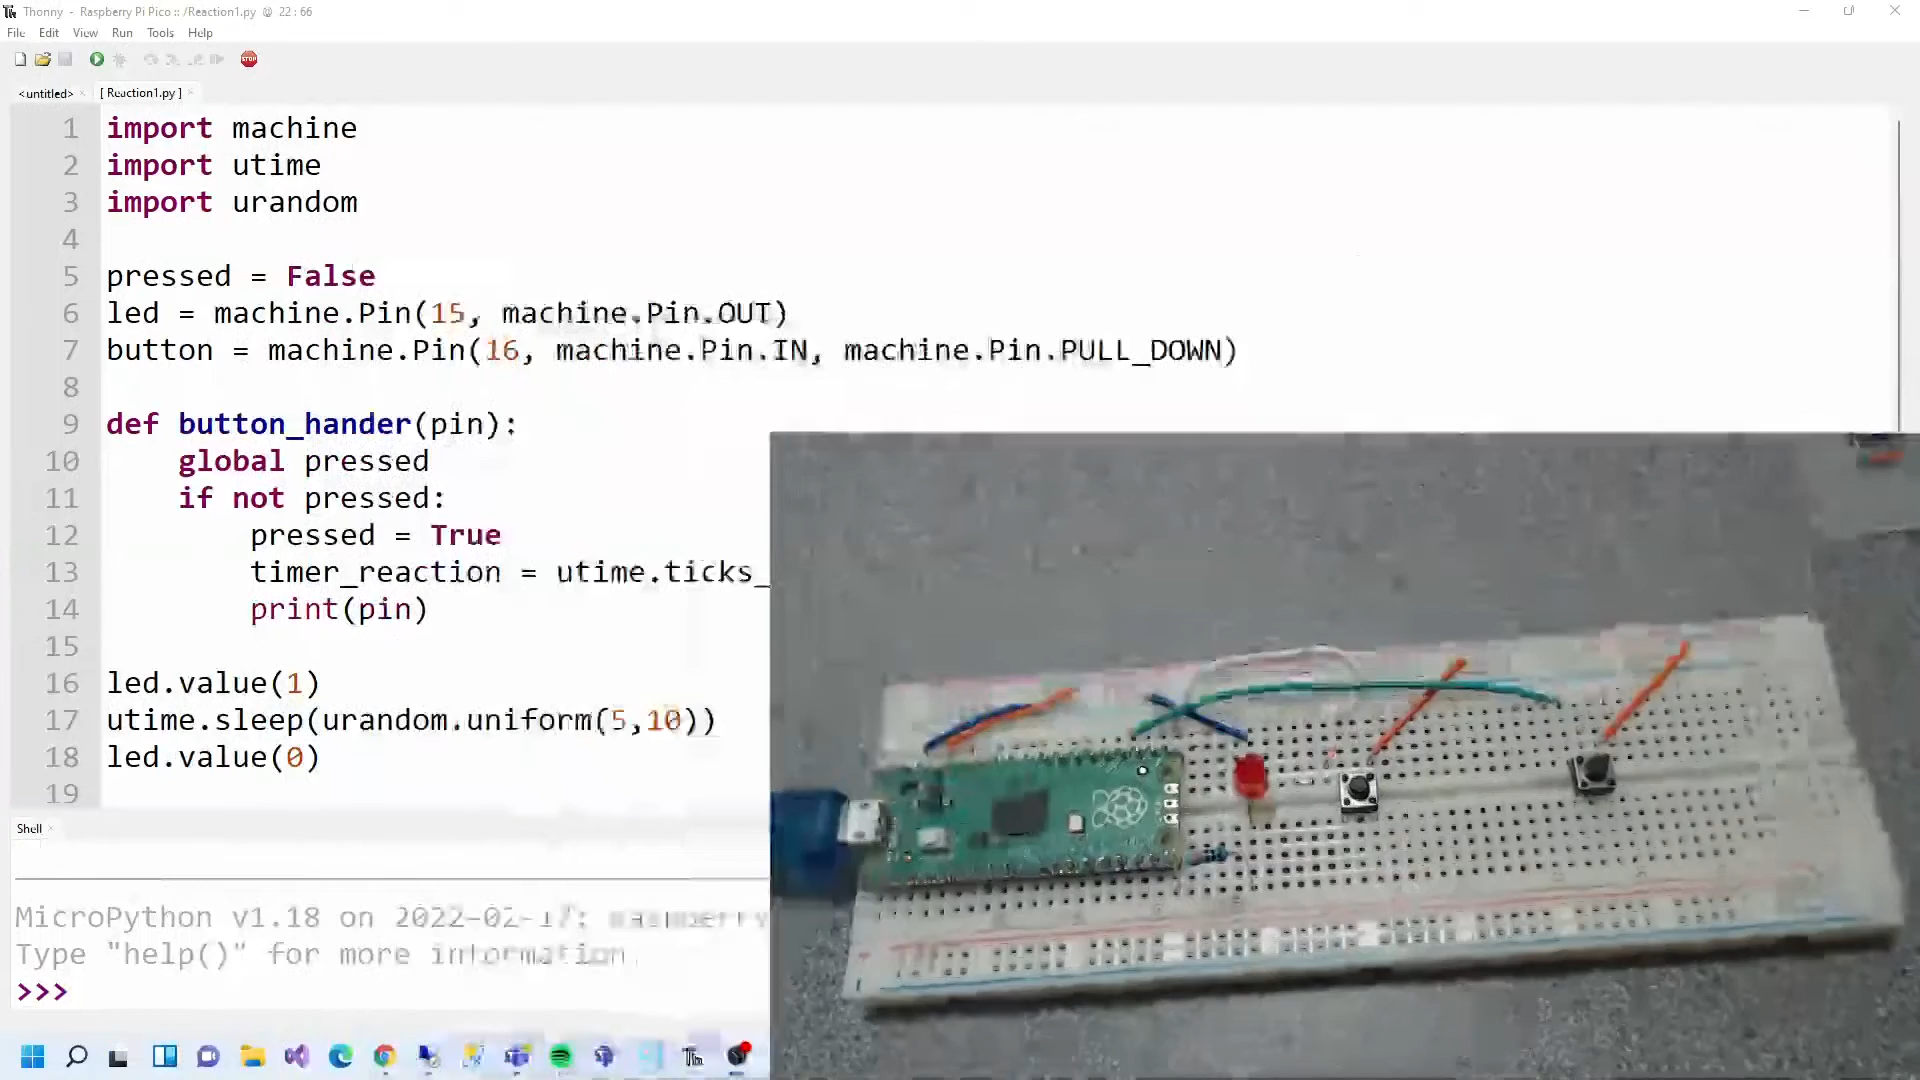 Thonny - Raspberry Pi Pico :: /Reaction1.py @ 22 : 66
File Edit View Run Tools Help
STOP
<untitled> × [ Reaction1.py ] ×
1 import machine
2 import utime
3 import urandom
4
5 pressed = False
6 led = machine.Pin(15, machine.Pin.OUT)
7 button = machine.Pin(16, machine.Pin.IN, machine.Pin.PULL_DOWN)
8
9 def button_hander(pin):
10 global pressed
11 if not pressed:
12 pressed = True
13 timer_reaction = utime.ticks_
14 print(pin)
15
16 led.value(1)
17 utime.sleep(urandom.uniform(5,10))
18 led.value(0)
19
Shell ×
MicroPython v1.18 on 2022-02-17; Raspberry
Type "help()" for more information.
>>>